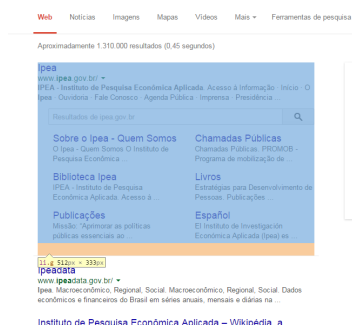 Web Notícias Imagens Mapas Vídeos Mais Ferramentas de pesquisa
Aproximadamente 1.310.000 resultados (0,45 segundos)
Ipea
www.ipea.gov.br/
IPEA - Instituto de Pesquisa Econômica Aplicada. Acesso à Informação · Início · O
Ipea · Ouvidoria · Fale Conosco · Agenda Pública · Imprensa · Presidência ...
Resultados de ipea.gov.br
Sobre o Ipea - Quem Somos
O Ipea - Quem Somos. O Instituto de
Pesquisa Econômica ...
Chamadas Públicas
Chamadas Públicas. PROMOB -
Programa de mobilização de ...
Biblioteca Ipea
IPEA - Instituto de Pesquisa
Econômica Aplicada. Acesso à ...
Livros
Estratégias para Desenvolvimento de
Pessoas. Publicações ...
Publicações
Missão: "Aprimorar as políticas
públicas essenciais ao ...
Español
El Instituto de Investigación
Económica Aplicada (Ipea) es ...
li.g 512px × 333px
Ipeadata
www.ipeadata.gov.br/
Ipea. Macroeconômico, Regional, Social. Macroeconômico, Regional, Social. Dados
econômicos e financeiros do Brasil em séries anuais, mensais e diárias na ...
Instituto de Pesquisa Econômica Aplicada – Wikipédia, a